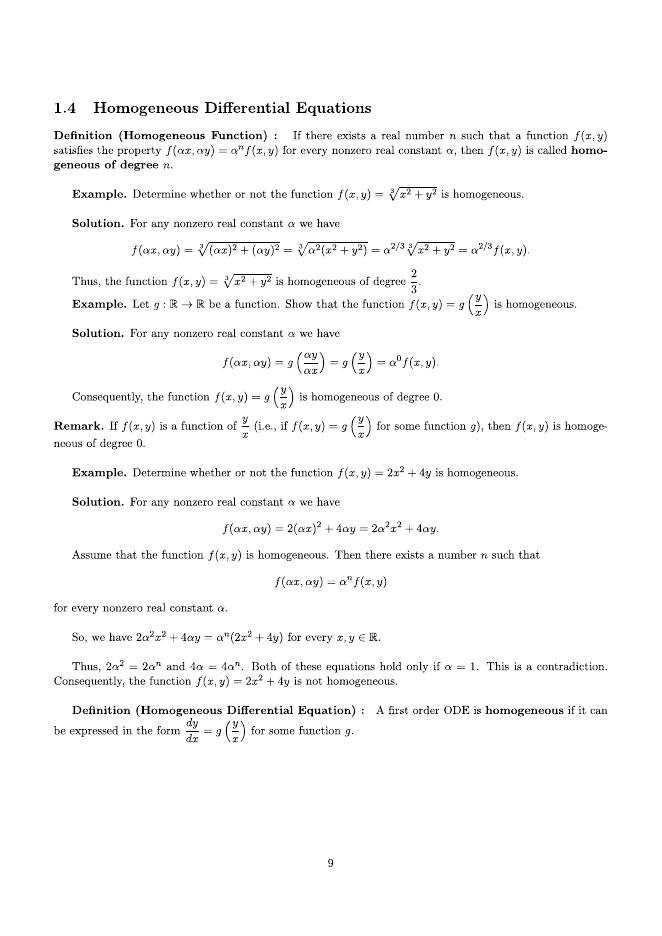 1.4 Homogeneous Differential Equations
Definition (Homogeneous Function) : If there exists a real number n such that a function f(x, y)
satisfies the property f(αx, αy) = αⁿf(x, y) for every nonzero real constant α, then f(x, y) is called homo-
geneous of degree n.
Example. Determine whether or not the function f(x, y) = ∛(x² + y²) is homogeneous.
Solution. For any nonzero real constant α we have
f(αx, αy) = ∛((αx)² + (αy)²) = ∛(α²(x² + y²)) = α^{2/3} ∛(x² + y²) = α^{2/3} f(x, y).
Thus, the function f(x, y) = ∛(x² + y²) is homogeneous of degree 2/3.
Example. Let g : ℝ → ℝ be a function. Show that the function f(x, y) = g(y/x) is homogeneous.
Solution. For any nonzero real constant α we have
f(αx, αy) = g(αy/αx) = g(y/x) = α⁰f(x, y).
Consequently, the function f(x, y) = g(y/x) is homogeneous of degree 0.
Remark. If f(x, y) is a function of y/x (i.e., if f(x, y) = g(y/x) for some function g), then f(x, y) is homoge-
neous of degree 0.
Example. Determine whether or not the function f(x, y) = 2x² + 4y is homogeneous.
Solution. For any nonzero real constant α we have
f(αx, αy) = 2(αx)² + 4αy = 2α²x² + 4αy.
Assume that the function f(x, y) is homogeneous. Then there exists a number n such that
f(αx, αy) = αⁿf(x, y)
for every nonzero real constant α.
So, we have 2α²x² + 4αy = αⁿ(2x² + 4y) for every x, y ∈ ℝ.
Thus, 2α² = 2αⁿ and 4α = 4αⁿ. Both of these equations hold only if α = 1. This is a contradiction.
Consequently, the function f(x, y) = 2x² + 4y is not homogeneous.
Definition (Homogeneous Differential Equation) : A first order ODE is homogeneous if it can
be expressed in the form dy/dx = g(y/x) for some function g.
9